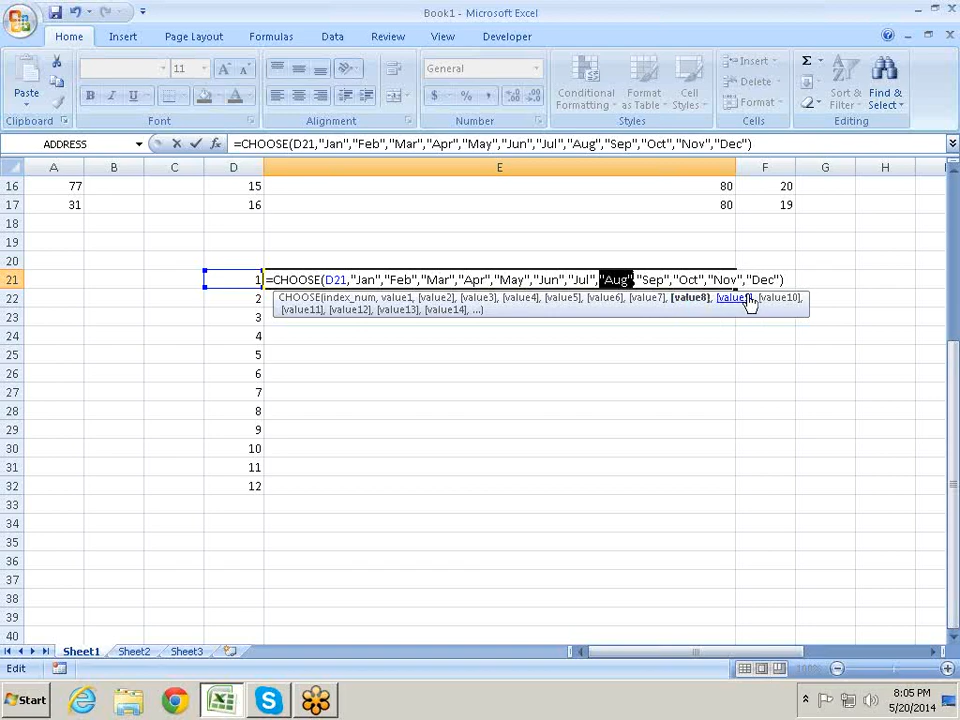 Book1 - Microsoft Excel
Home Insert Page Layout Formulas Data Review View Developer
Paste
11
B I U
General
$ % ,
Conditional Formatting
Format as Table
Cell Styles
Insert
Delete
Format
Sort & Filter
Find & Select
Clipboard Font Alignment Number Styles Cells Editing
ADDRESS
=CHOOSE(D21,"Jan","Feb","Mar","Apr","May","Jun","Jul","Aug","Sep","Oct","Nov","Dec")
A B C D E F G H
16 77 15 80 20
17 31 16 80 19
18
19
20
21 1 =CHOOSE(D21,"Jan","Feb","Mar","Apr","May","Jun","Jul","Aug","Sep","Oct","Nov","Dec")
CHOOSE(index_num, value1, [value2], [value3], [value4], [value5], [value6], [value7], [value8], [value9], [value10],
[value11], [value12], [value13], [value14], ...)
22 2
23 3
24 4
25 5
26 6
27 7
28 8
29 9
30 10
31 11
32 12
33
34
35
36
37
38
39
40
Sheet1 Sheet2 Sheet3
Edit 100%
Start
8:05 PM
5/20/2014